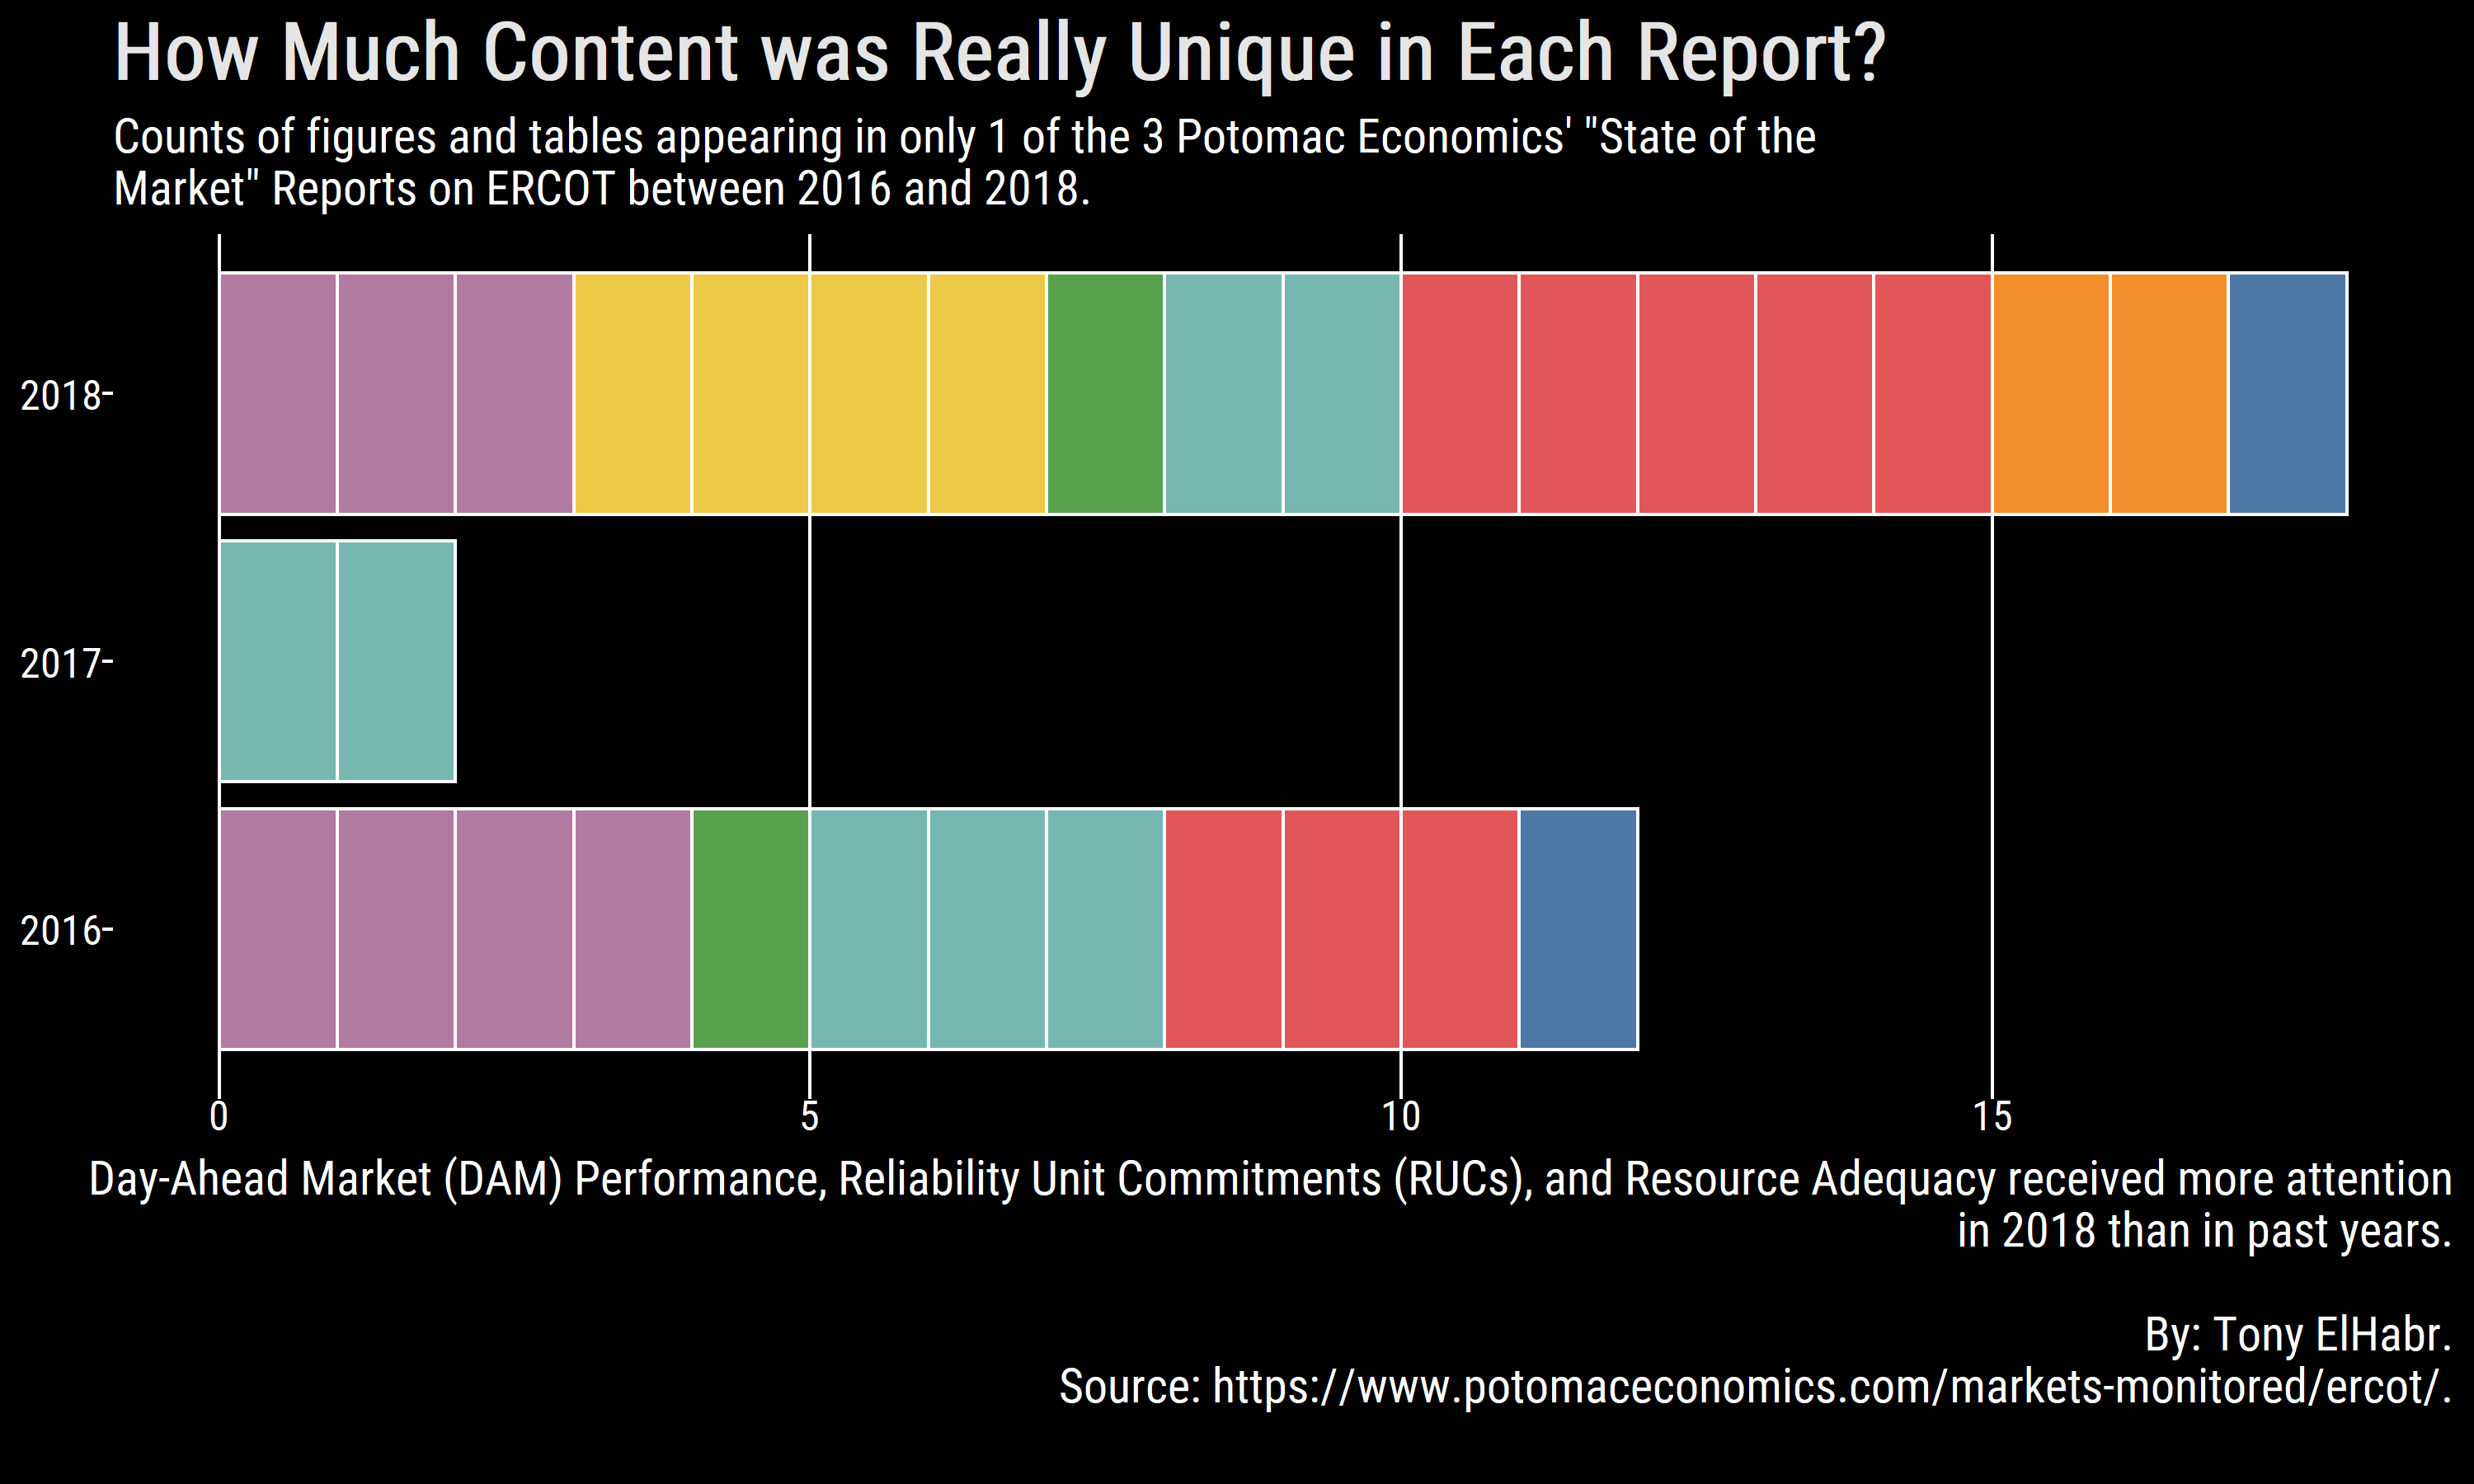 How Much Content was Really Unique in Each Report?
Counts of figures and tables appearing in only 1 of the 3 Potomac Economics' "State of the
Market" Reports on ERCOT between 2016 and 2018.
2018
2017
2016
0 5 10 15
Day-Ahead Market (DAM) Performance, Reliability Unit Commitments (RUCs), and Resource Adequacy received more attention
in 2018 than in past years.
By: Tony ElHabr.
Source: https://www.potomaceconomics.com/markets-monitored/ercot/.